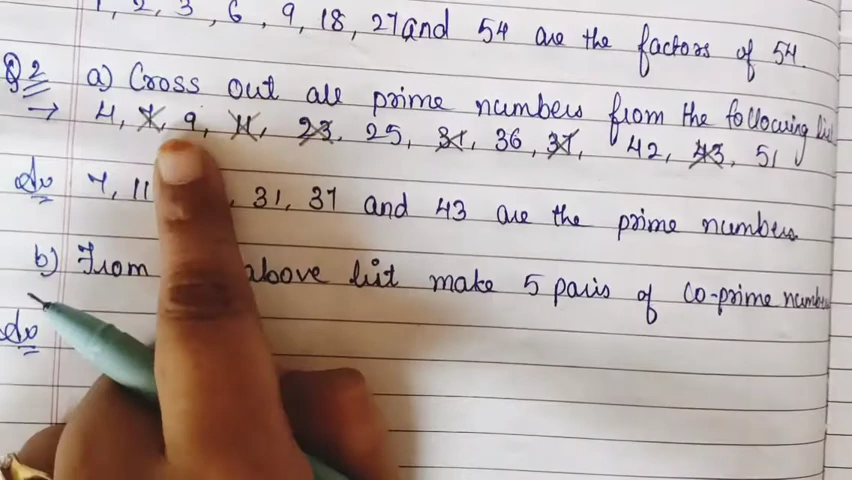 1, 2, 3, 6, 9, 18, 27 and 54 are the factors of 54.
Q2 a) Cross out all prime numbers from the following list
→ 4, 7, 9, 11, 23, 25, 31, 36, 37, 42, 43, 51
7, 11 , 31, 37 and 43 are the prime numbers
b) From above list make 5 pairs of co-prime numbers